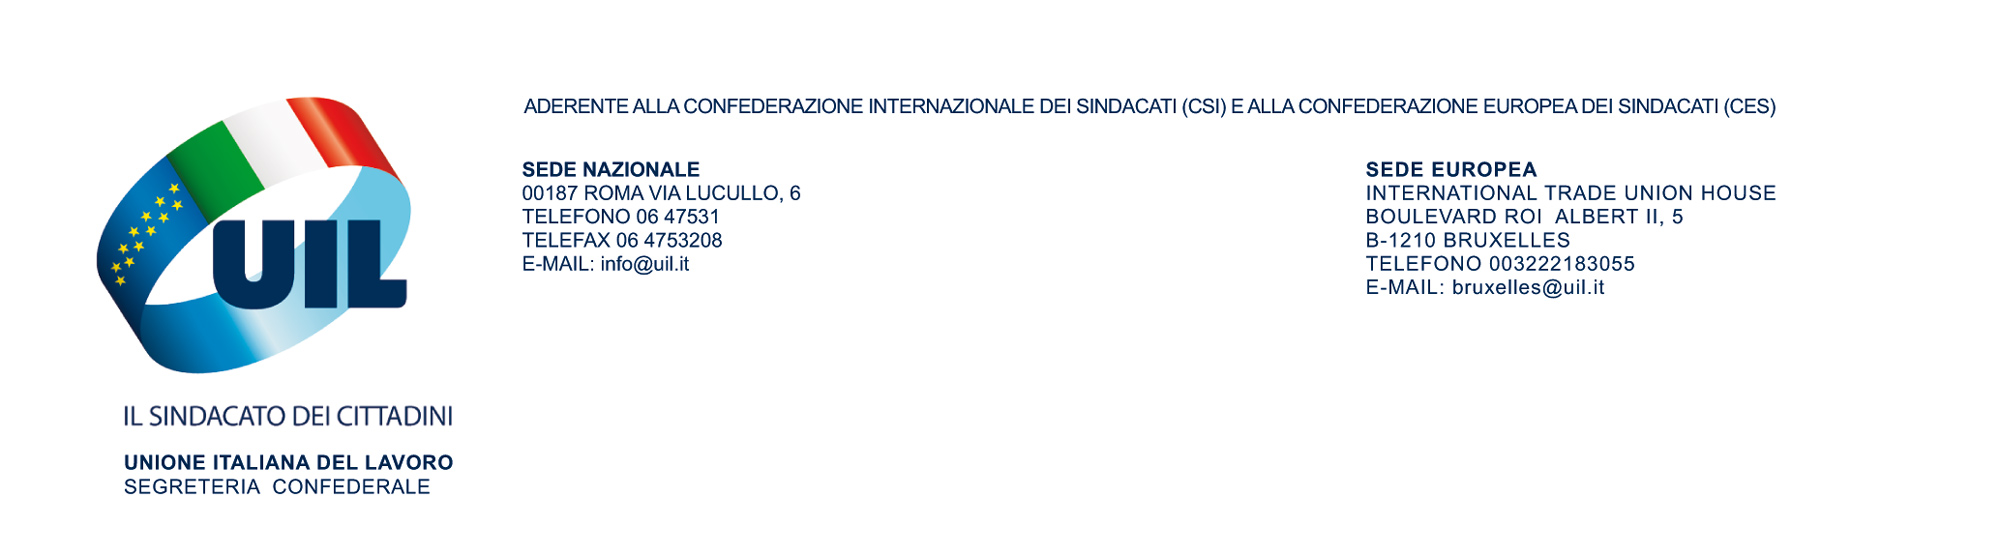 ADERENTE ALLA CONFEDERAZIONE INTERNAZIONALE DEI SINDACATI (CSI) E ALLA CONFEDERAZIONE EUROPEA DEI SINDACATI (CES)
SEDE NAZIONALE
00187 ROMA VIA LUCULLO, 6
TELEFONO 06 47531
TELEFAX 06 4753208
E-MAIL: info@uil.it
SEDE EUROPEA
INTERNATIONAL TRADE UNION HOUSE
BOULEVARD ROI ALBERT II, 5
B-1210 BRUXELLES
TELEFONO 003222183055
E-MAIL: bruxelles@uil.it
UIL
IL SINDACATO DEI CITTADINI
UNIONE ITALIANA DEL LAVORO
SEGRETERIA CONFEDERALE